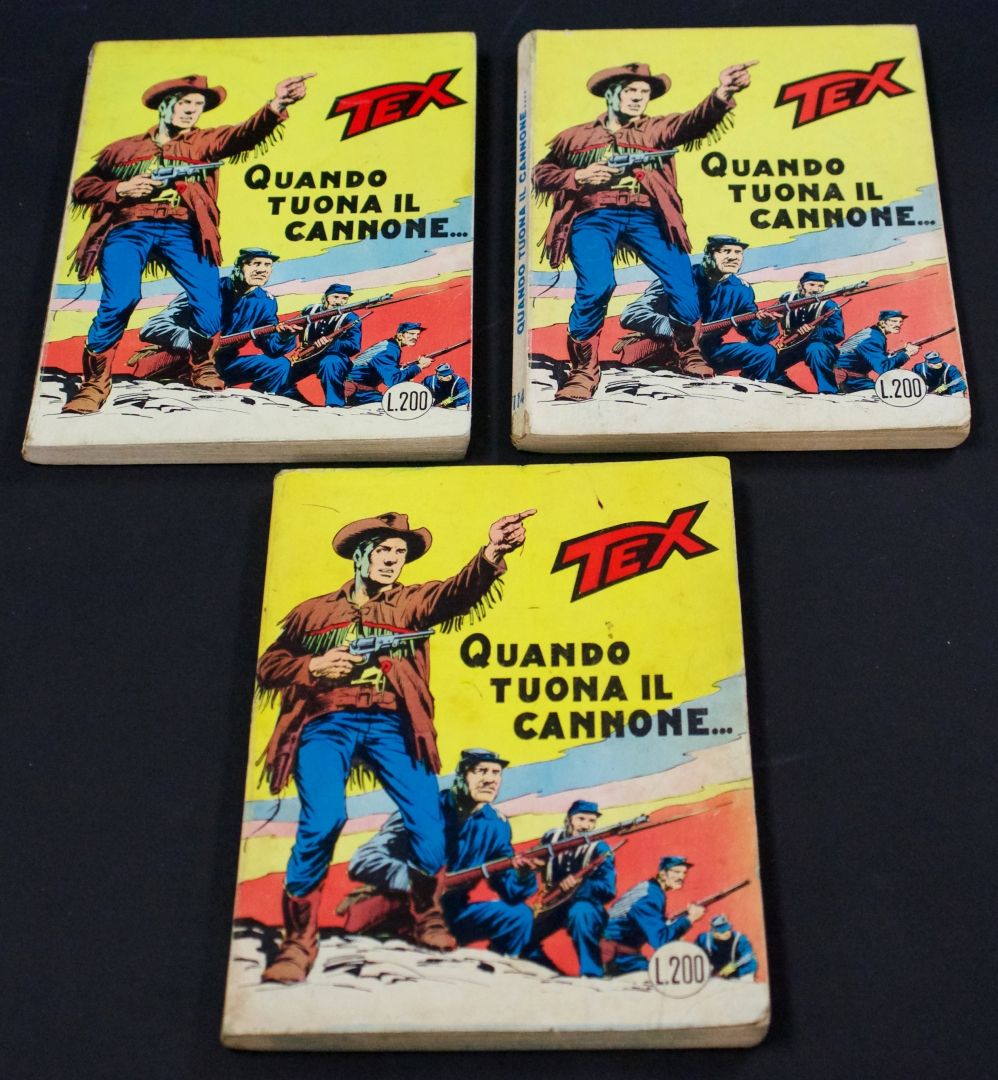 TEX
QUANDO
TUONA IL
CANNONE...
L.200
QUANDO TUONA IL CANNONE....
TEX
QUANDO
TUONA IL
CANNONE...
L.200
TEX
QUANDO
TUONA IL
CANNONE...
L.200